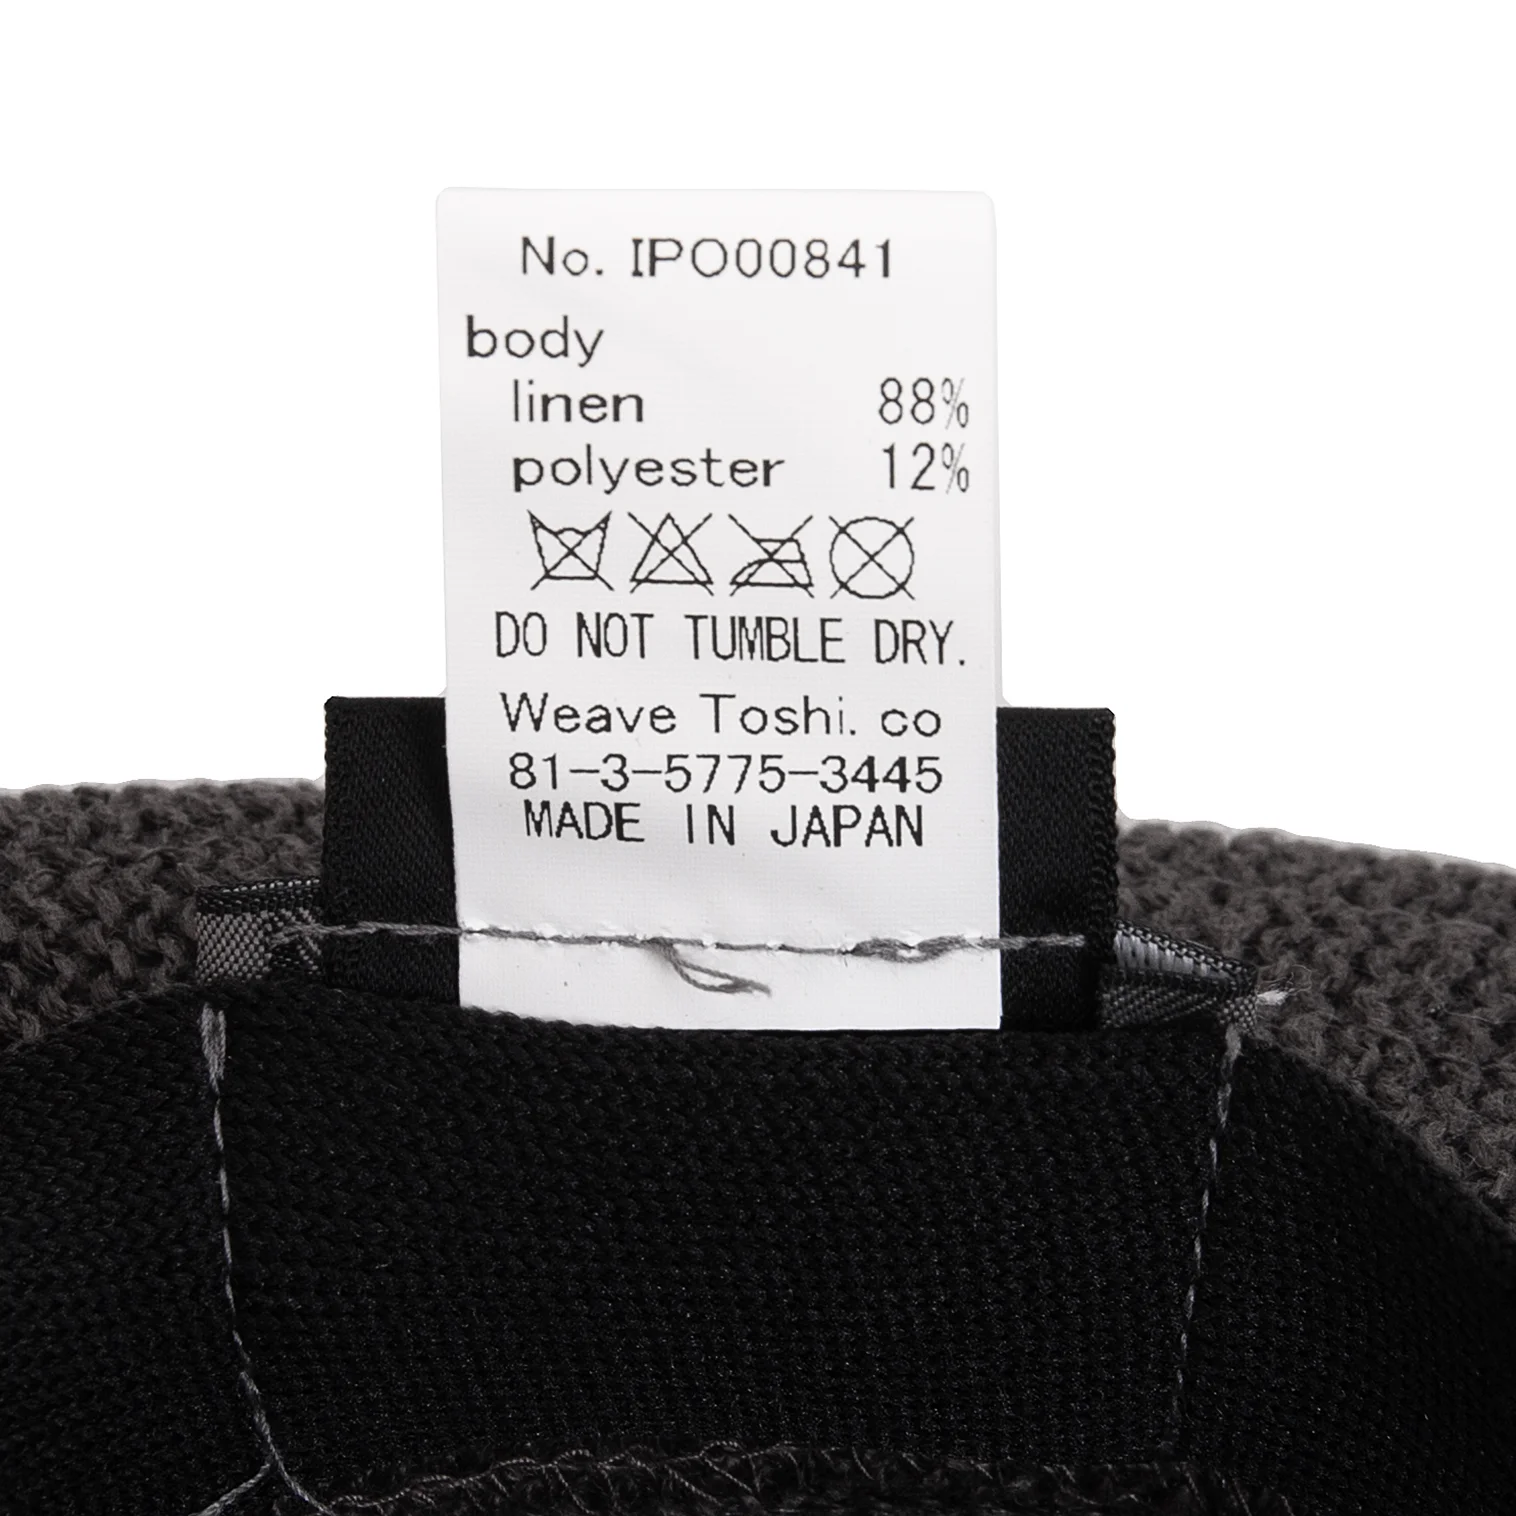 No. IPO00841
body
linen 88%
polyester 12%
DO NOT TUMBLE DRY.
Weave Toshi. co
81-3-5775-3445
MADE IN JAPAN